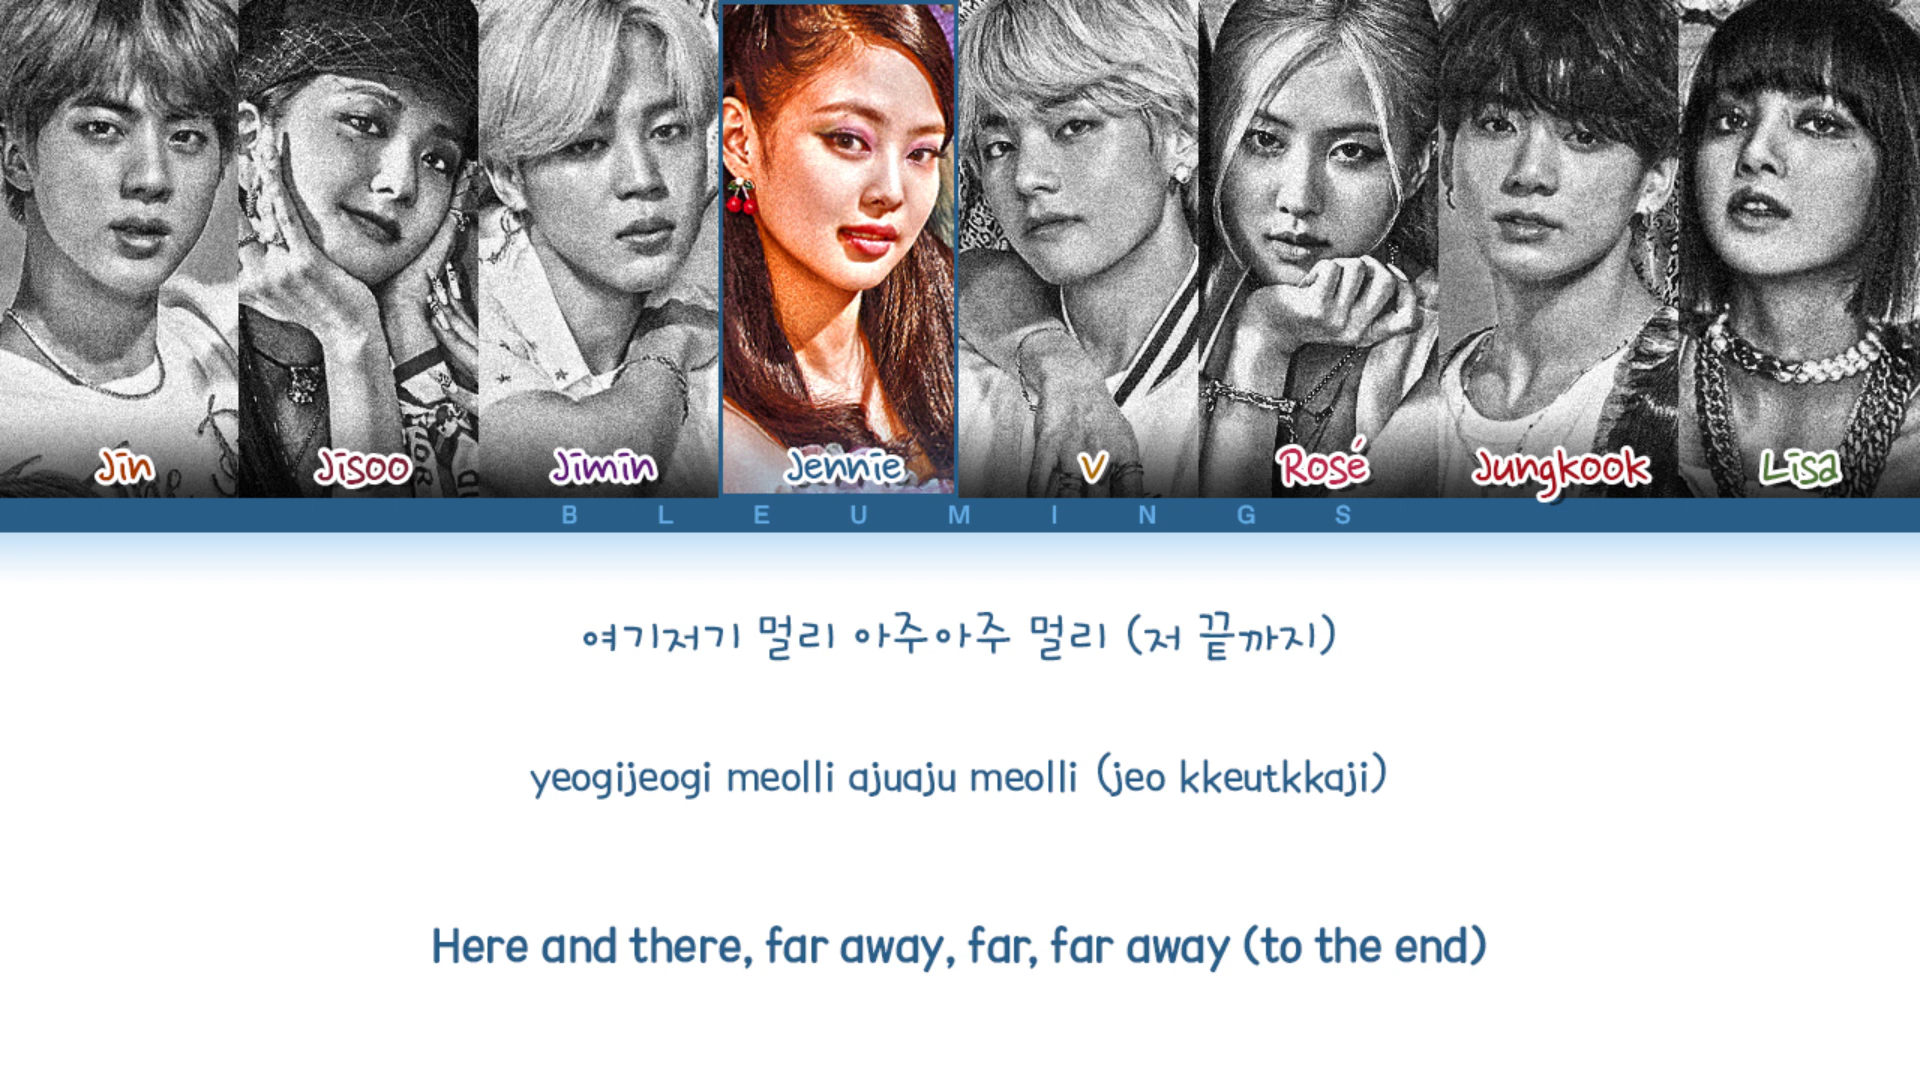 Jin Jisoo Jimin Jennie V Rosé Jungkook Lisa
BLEUMINGS
여기저기 멀리 아주아주 멀리 (저 끝까지)
yeogijeogi meolli ajuaju meolli (jeo kkeutkkaji)
Here and there, far away, far, far away (to the end)